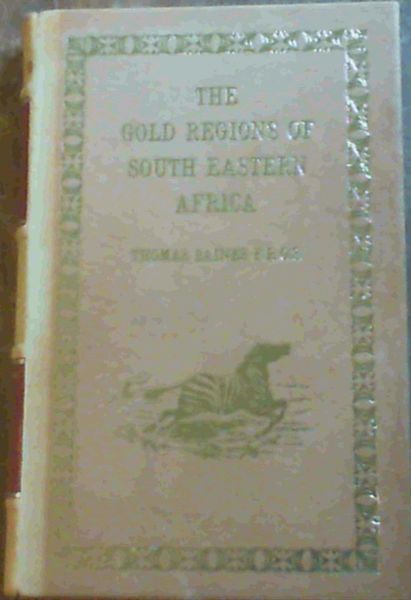 THE
GOLD REGIONS OF
SOUTH EASTERN
AFRICA
THOMAS BAINES F.R.G.S.